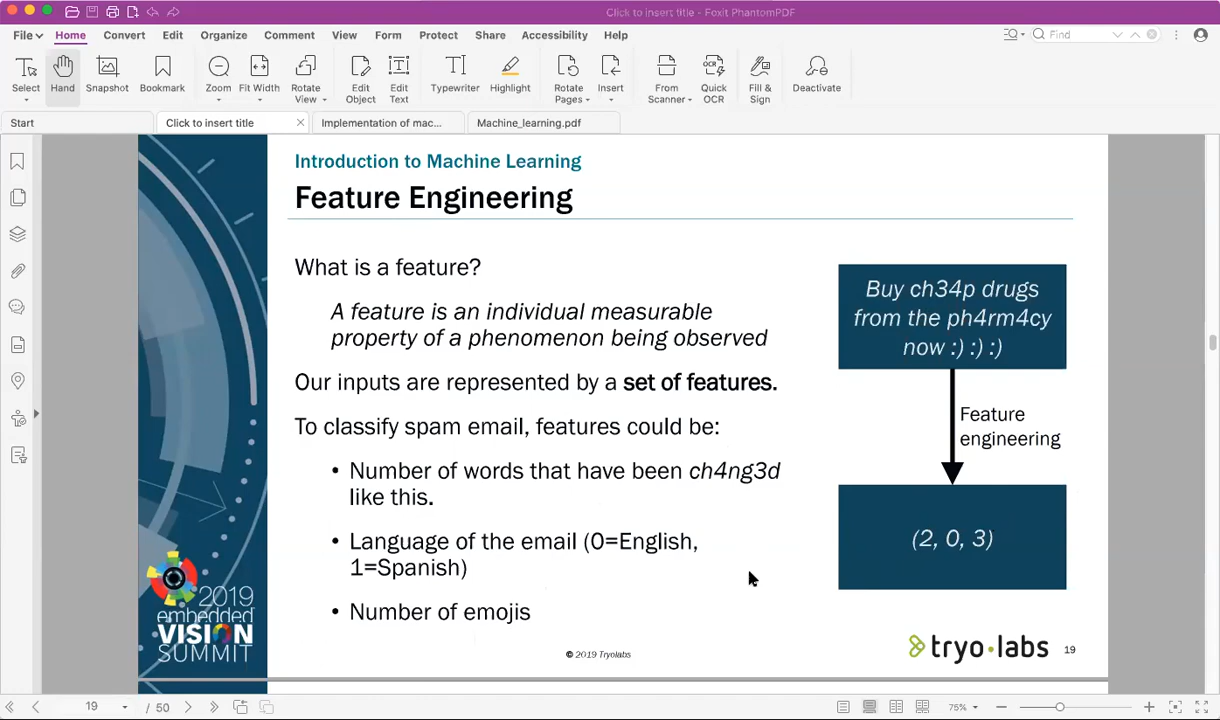 Click to insert title - Foxit PhantomPDF
File Home Convert Edit Organize Comment View Form Protect Share Accessibility Help
Find
Select Hand Snapshot Bookmark Zoom Fit Width Rotate View Edit Object Edit Text Typewriter Highlight Rotate Pages Insert From Scanner Quick OCR Fill & Sign Deactivate
Start Click to insert title Implementation of mac... Machine_learning.pdf
Introduction to Machine Learning
Feature Engineering
What is a feature?
A feature is an individual measurable
property of a phenomenon being observed
Our inputs are represented by a set of features.
To classify spam email, features could be:
• Number of words that have been ch4ng3d
like this.
• Language of the email (0=English,
1=Spanish)
• Number of emojis
Buy ch34p drugs
from the ph4rm4cy
now :) :) :)
Feature
engineering
(2, 0, 3)
2019
embedded
VISION
SUMMIT
© 2019 Tryolabs
tryo·labs
19
19 / 50
75%